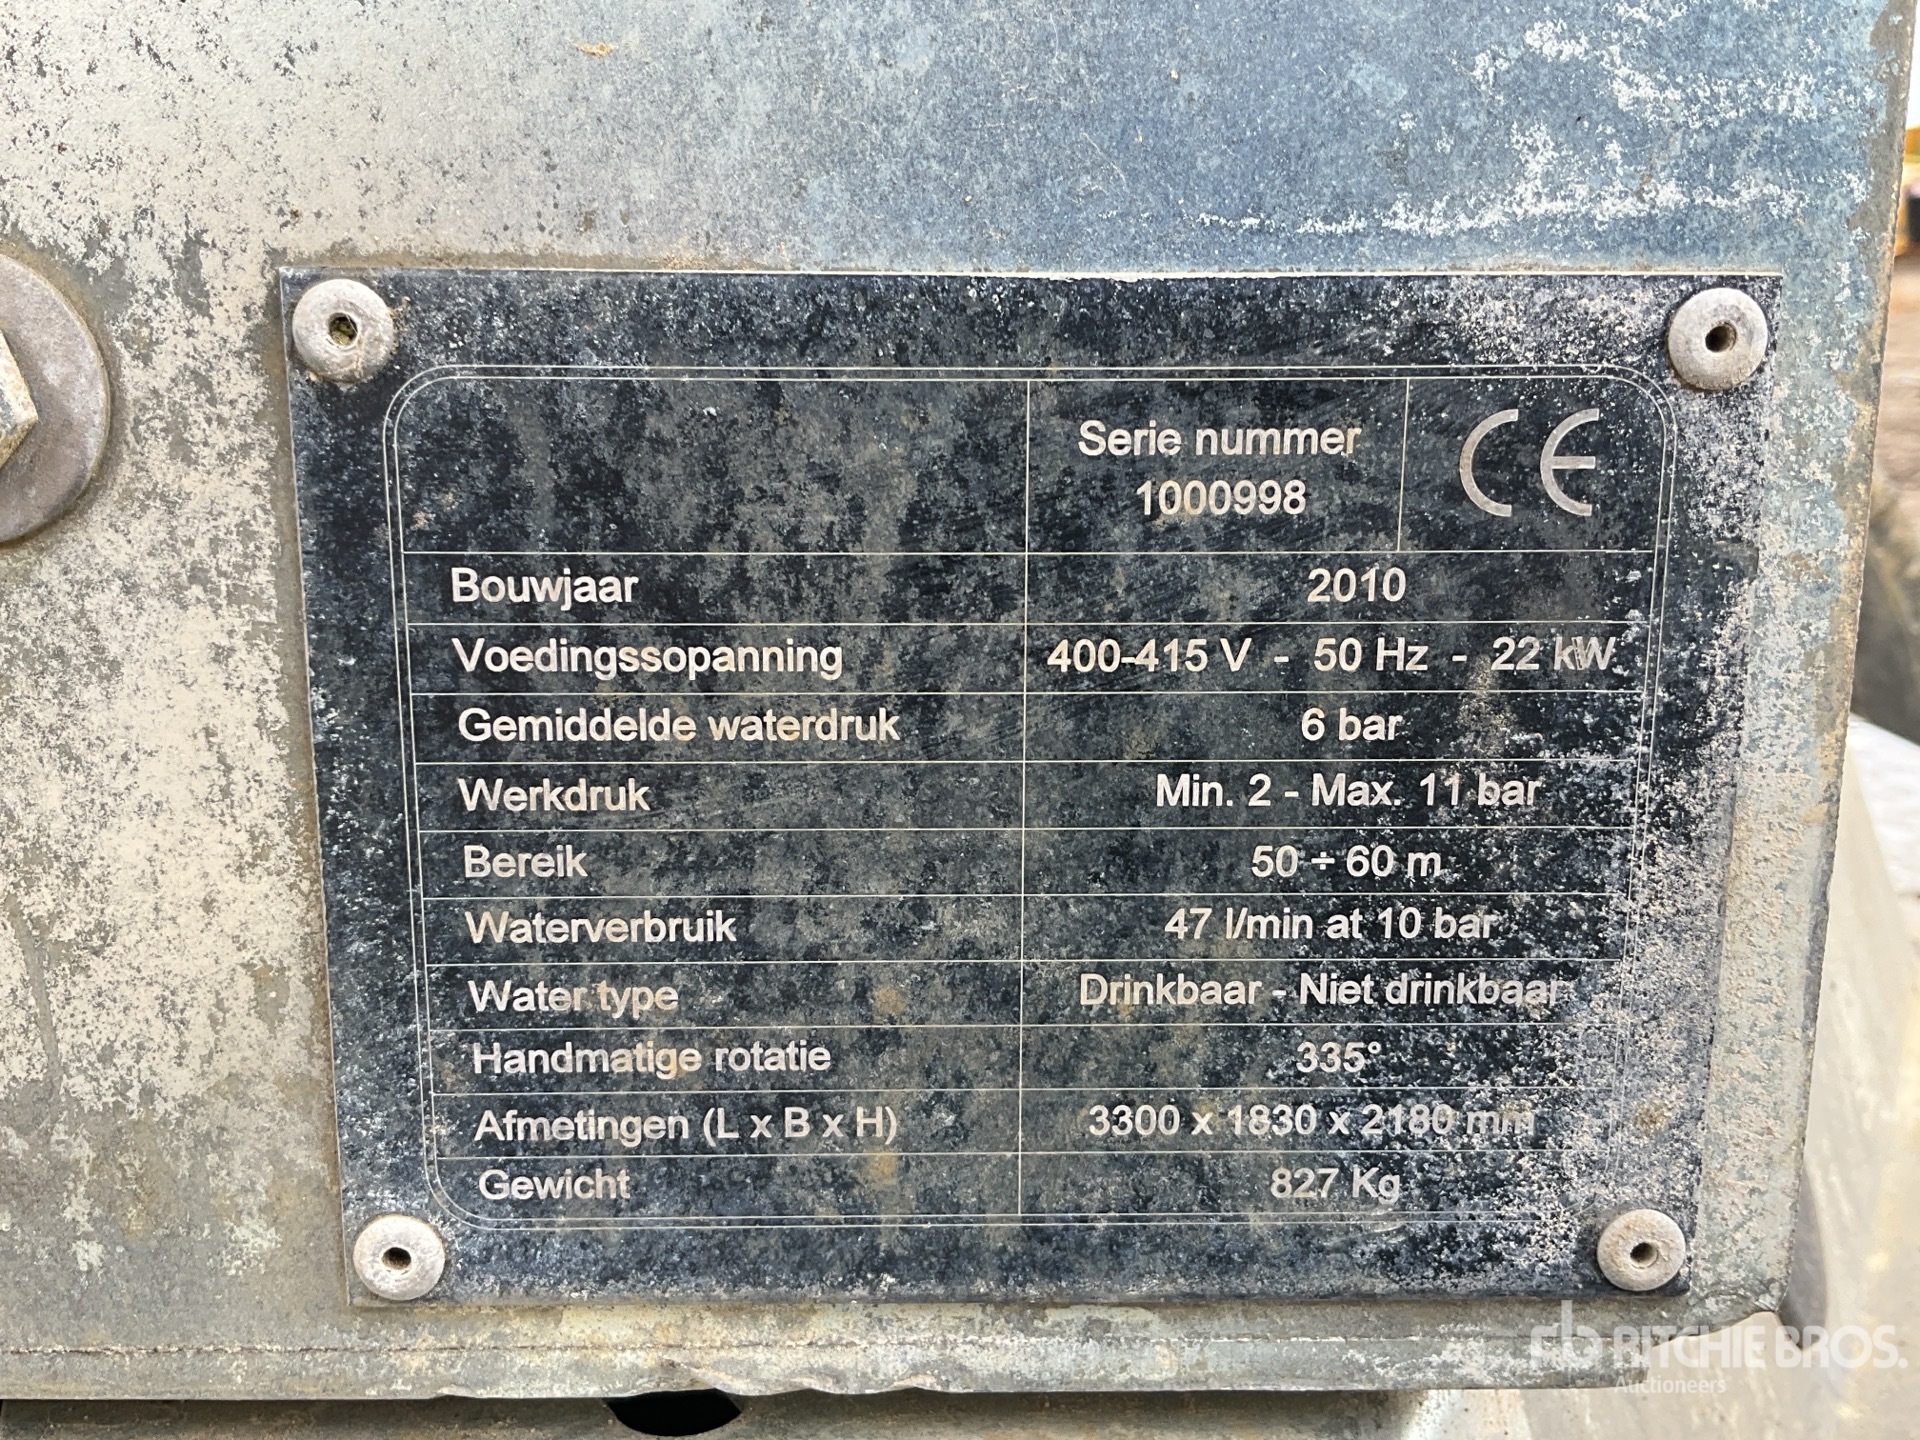 Serie nummer
1000998
CE
Bouwjaar 2010
Voedingssopanning 400-415 V - 50 Hz - 22 kW
Gemiddelde waterdruk 6 bar
Werkdruk Min. 2 - Max. 11 bar
Bereik 50 ÷ 60 m
Waterverbruik 47 l/min at 10 bar
Water type Drinkbaar - Niet drinkbaar
Handmatige rotatie 335°
Afmetingen (L x B x H) 3300 x 1830 x 2180 mm
Gewicht 827 Kg
rb RITCHIE BROS.
Auctioneers